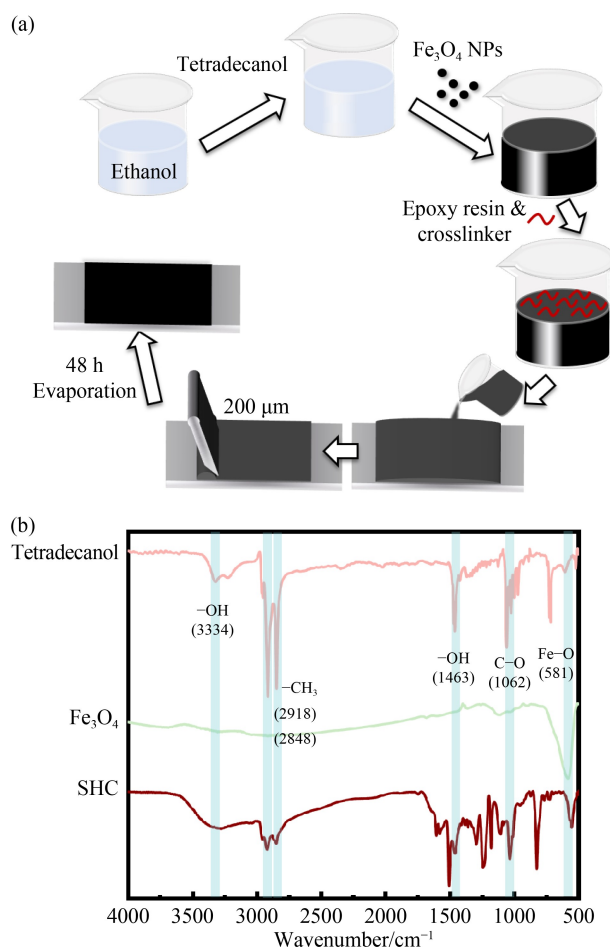 (a)
Tetradecanol
Fe₃O₄ NPs
Ethanol
Epoxy resin &
crosslinker
48 h
Evaporation
200 μm
(b)
Tetradecanol
−OH
(3334)
−CH₃
(2918)
(2848)
−OH
(1463)
C−O
(1062)
Fe−O
(581)
Fe₃O₄
SHC
4000 3500 3000 2500 2000 1500 1000 500
Wavenumber/cm⁻¹